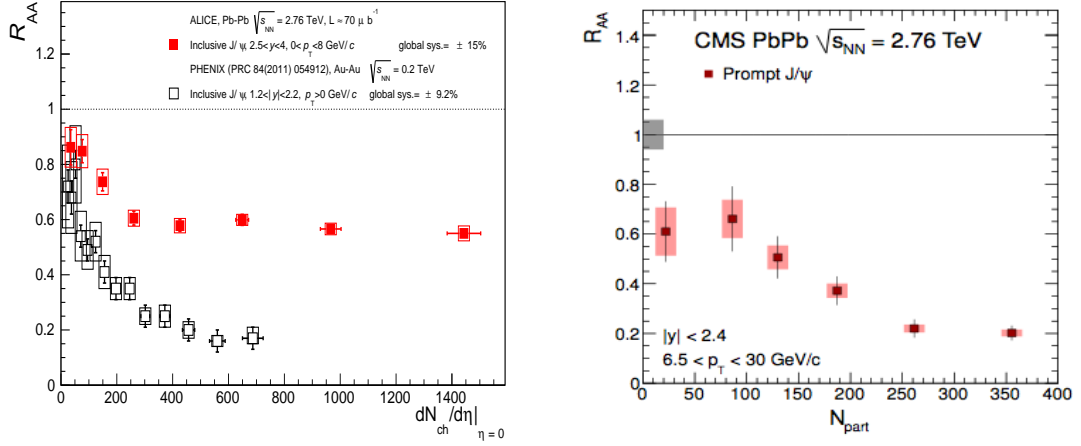 R_AA
ALICE, Pb-Pb √s_NN = 2.76 TeV, L ≈ 70 μb⁻¹
Inclusive J/ψ, 2.5<y<4, 0<p_T<8 GeV/c global sys.= ± 15%
PHENIX (PRC 84(2011) 054912), Au-Au √s_NN = 0.2 TeV
Inclusive J/ψ, 1.2<|y|<2.2, p_T>0 GeV/c global sys.= ± 9.2%
1.2
1
0.8
0.6
0.4
0.2
0
0 200 400 600 800 1000 1200 1400
dN_ch/dη|_η = 0
R_AA
CMS PbPb √s_NN = 2.76 TeV
Prompt J/ψ
1.4
1.2
1
0.8
0.6
0.4
0.2
0
|y| < 2.4
6.5 < p_T < 30 GeV/c
0 50 100 150 200 250 300 350 400
N_part